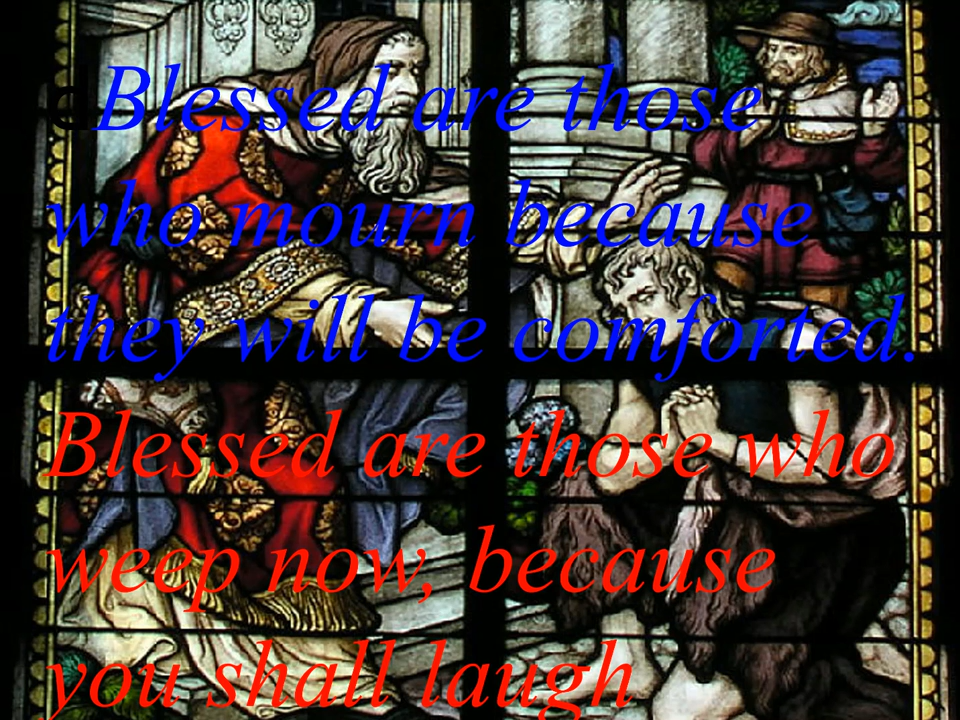 Blessed are those
who mourn because
they will be comforted.
Blessed are those who
weep now, because
you shall laugh